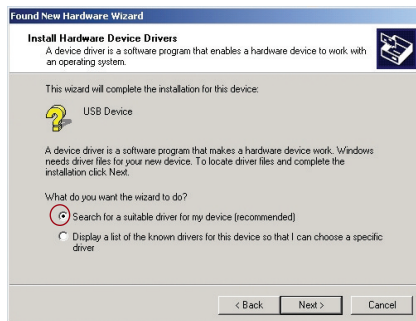 Found New Hardware Wizard
Install Hardware Device Drivers
A device driver is a software program that enables a hardware device to work with
an operating system.
This wizard will complete the installation for this device:
USB Device
A device driver is a software program that makes a hardware device work. Windows
needs driver files for your new device. To locate driver files and complete the
installation click Next.
What do you want the wizard to do?
Search for a suitable driver for my device (recommended)
Display a list of the known drivers for this device so that I can choose a specific
driver
< Back Next > Cancel